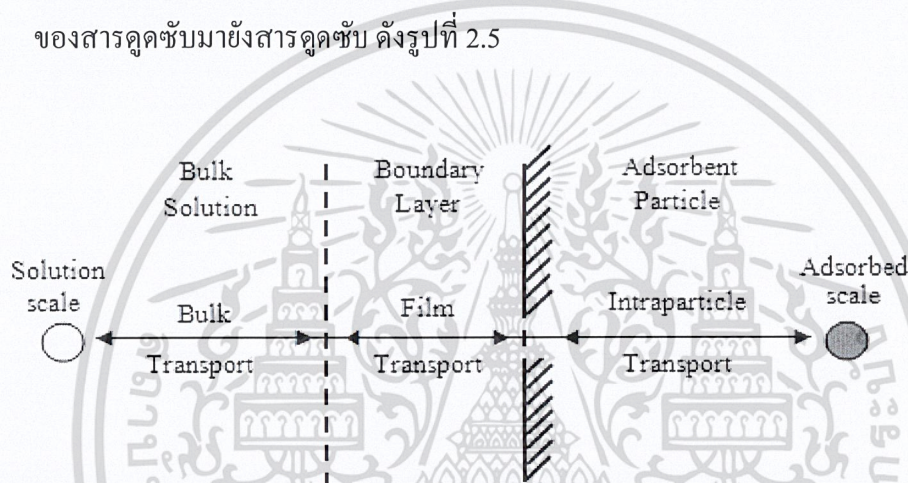 ของสารดูดซับมายังสารดูดซับ ดังรูปที่ 2.5
Bulk Solution
Boundary Layer
Adsorbent Particle
Solution scale
Adsorbed scale
Bulk Transport
Film Transport
Intraparticle Transport